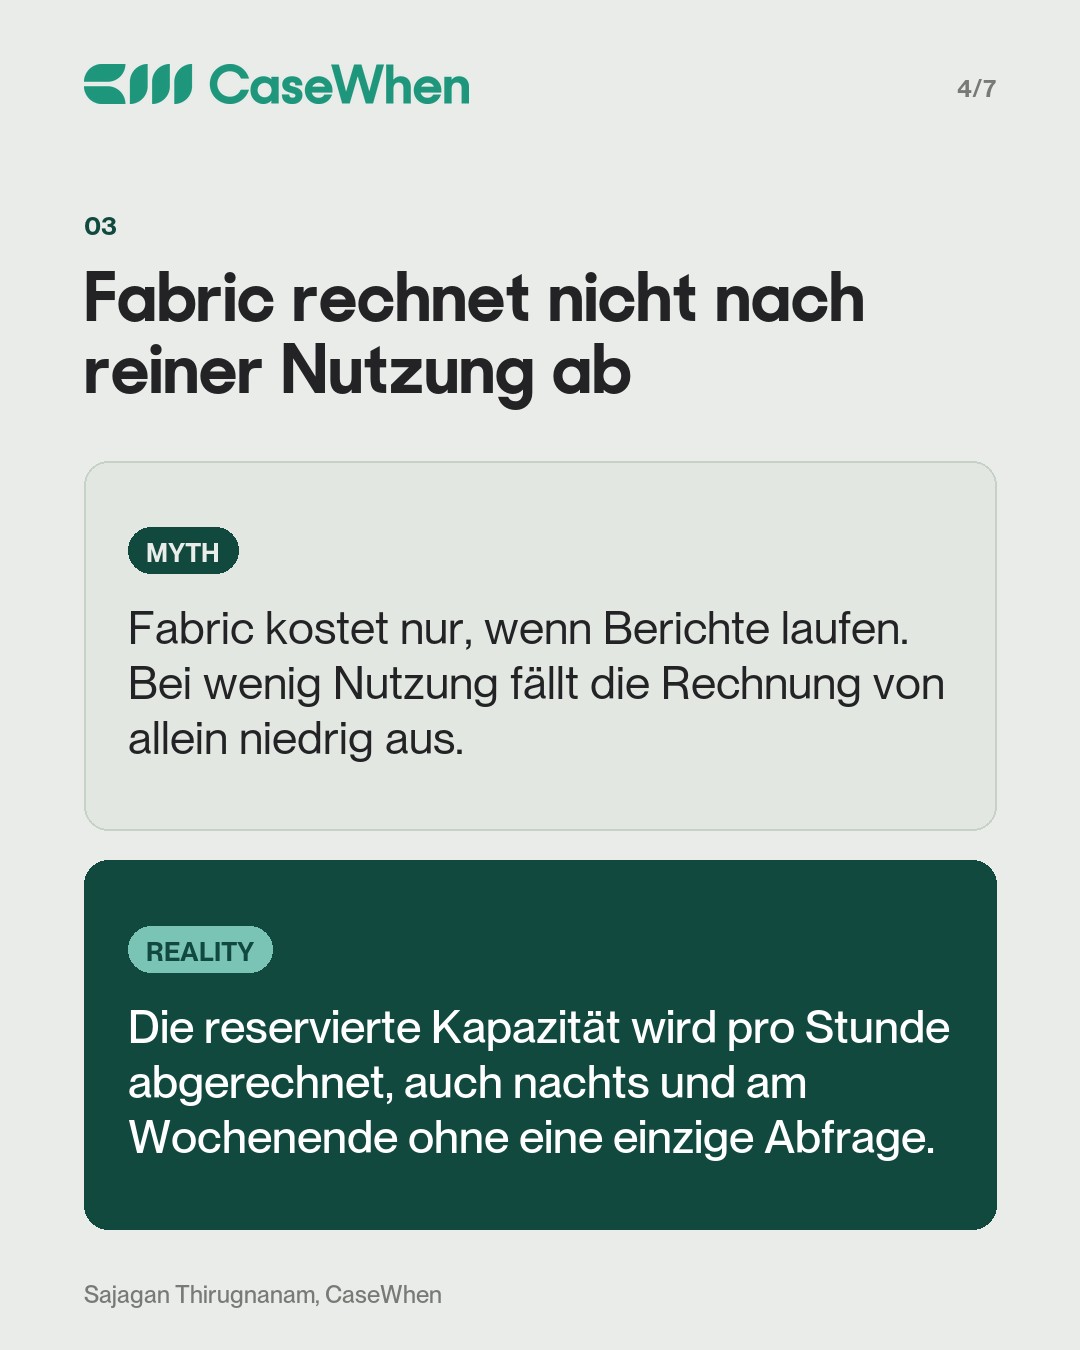 CaseWhen
4/7
03
Fabric rechnet nicht nach
reiner Nutzung ab
MYTH
Fabric kostet nur, wenn Berichte laufen.
Bei wenig Nutzung fällt die Rechnung von
allein niedrig aus.
REALITY
Die reservierte Kapazität wird pro Stunde
abgerechnet, auch nachts und am
Wochenende ohne eine einzige Abfrage.
Sajagan Thirugnanam, CaseWhen